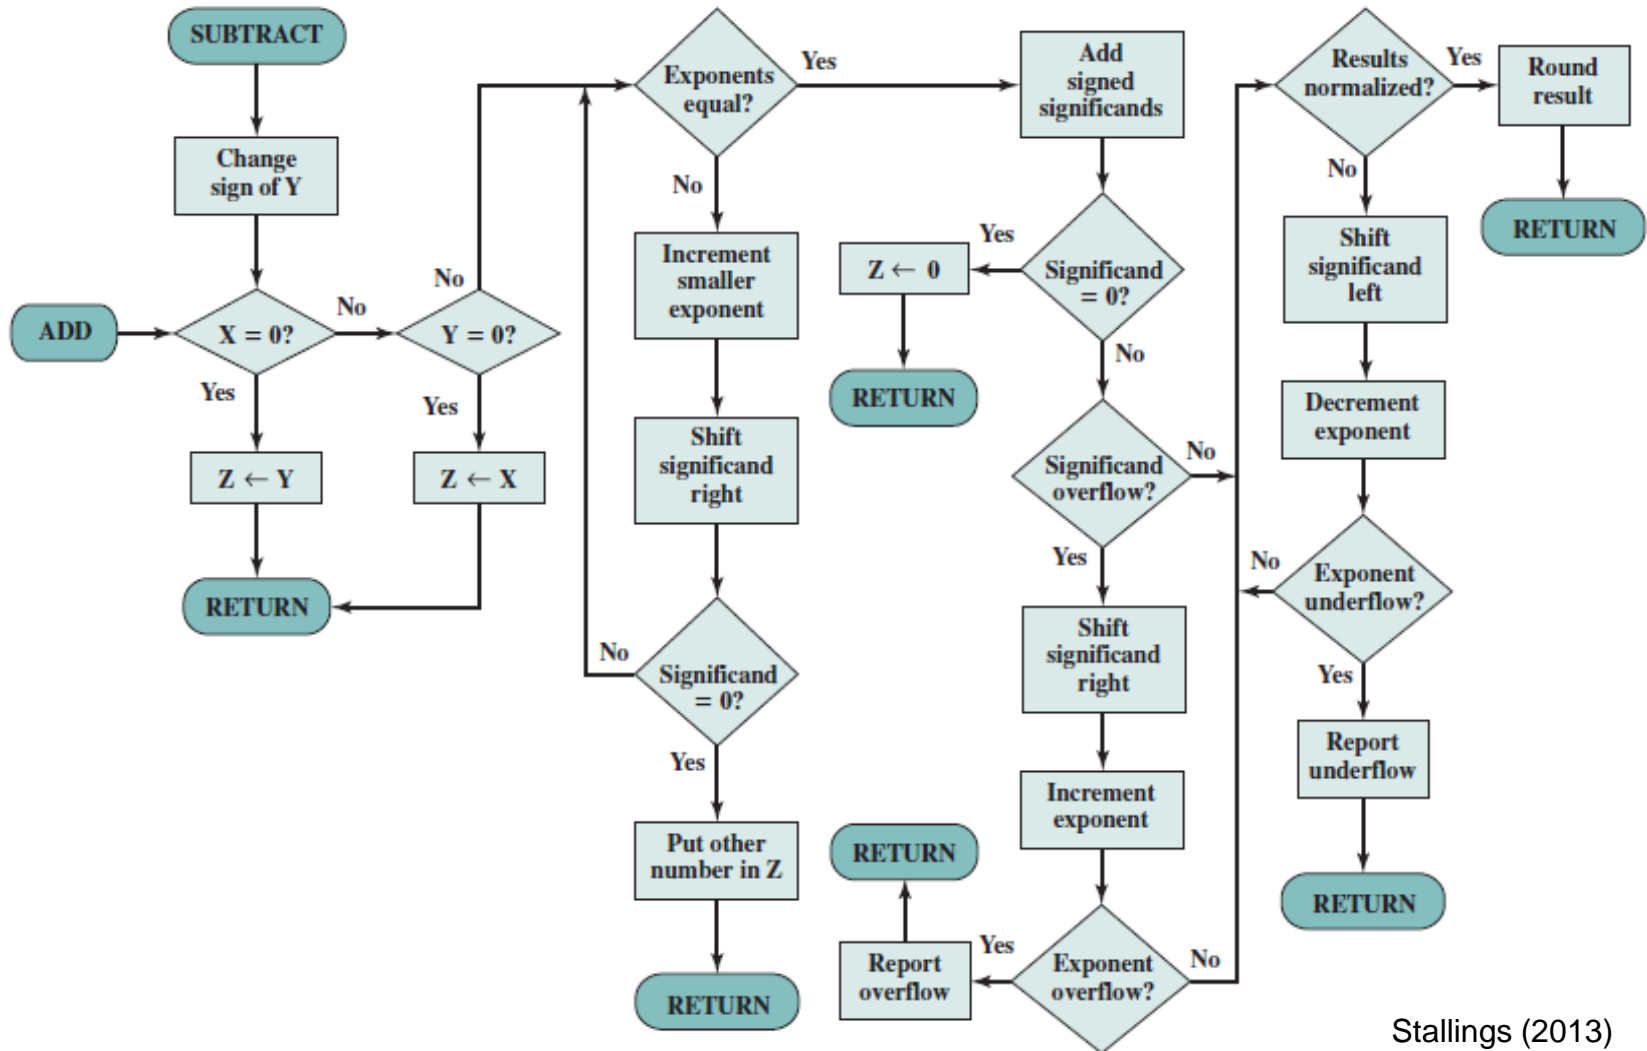 SUBTRACT
Change
sign of Y
ADD
X = 0?
No
Yes
Z ← Y
RETURN
Y = 0?
No
Yes
Z ← X
Exponents
equal?
Yes
No
Increment
smaller
exponent
Shift
significand
right
Significand
= 0?
No
Yes
Put other
number in Z
RETURN
Add
signed
significands
Significand
= 0?
Yes
Z ← 0
RETURN
No
Significand
overflow?
No
Yes
Shift
significand
right
Increment
exponent
Exponent
overflow?
Yes
Report
overflow
RETURN
No
Results
normalized?
Yes
Round
result
RETURN
No
Shift
significand
left
Decrement
exponent
Exponent
underflow?
No
Yes
Report
underflow
RETURN
Stallings (2013)